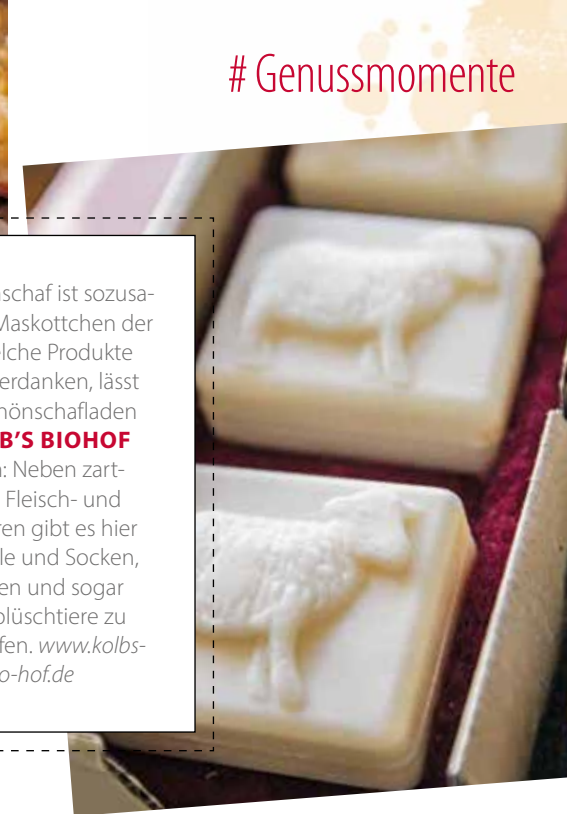 # Genussmomente
schaf ist sozusa-
Maskottchen der
lche Produkte
erdanken, lässt
hönschafladen
B’S BIOHOF
: Neben zart-
Fleisch- und
ren gibt es hier
le und Socken,
en und sogar
plüschtiere zu
fen. www.kolbs-
o-hof.de